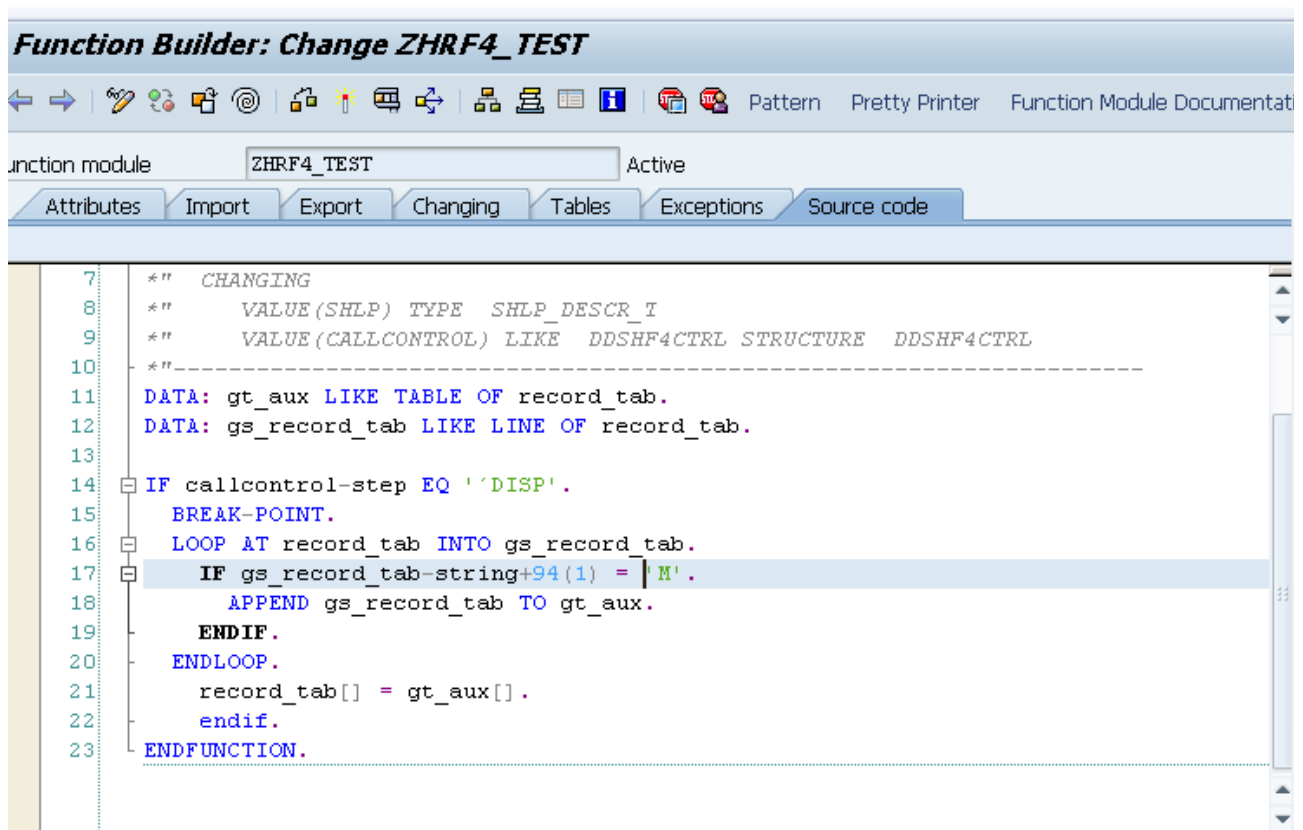 Function Builder: Change ZHRF4_TEST
Pattern Pretty Printer Function Module Documentati
unction module ZHRF4_TEST Active
Attributes Import Export Changing Tables Exceptions Source code
7 *" CHANGING
8 *" VALUE(SHLP) TYPE SHLP_DESCR_T
9 *" VALUE(CALLCONTROL) LIKE DDSHF4CTRL STRUCTURE DDSHF4CTRL
10 *"----------------------------------------------------------------------
11 DATA: gt_aux LIKE TABLE OF record_tab.
12 DATA: gs_record_tab LIKE LINE OF record_tab.
13
14 IF callcontrol-step EQ '´DISP'.
15 BREAK-POINT.
16 LOOP AT record_tab INTO gs_record_tab.
17 IF gs_record_tab-string+94(1) = 'M'.
18 APPEND gs_record_tab TO gt_aux.
19 ENDIF.
20 ENDLOOP.
21 record_tab[] = gt_aux[].
22 endif.
23 ENDFUNCTION.